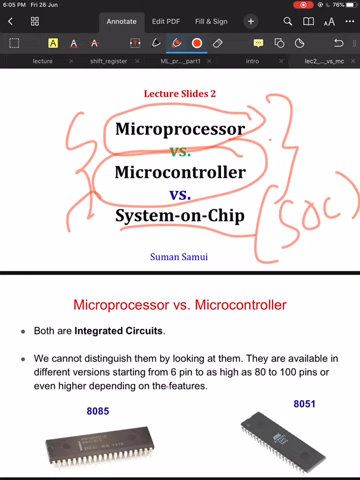 6:05 PM Fri 26 Jun
76%
Annotate Edit PDF Fill & Sign
A
lecture shift_register ML_pr..._part1 intro lec2_..._vs_mc
Lecture Slides 2
Microprocessor
vs.
Microcontroller
vs.
System-on-Chip
(SOC)
Suman Samui
Microprocessor vs. Microcontroller
• Both are Integrated Circuits.
• We cannot distinguish them by looking at them. They are available in
different versions starting from 6 pin to as high as 80 to 100 pins or
even higher depending on the features.
8085
8051